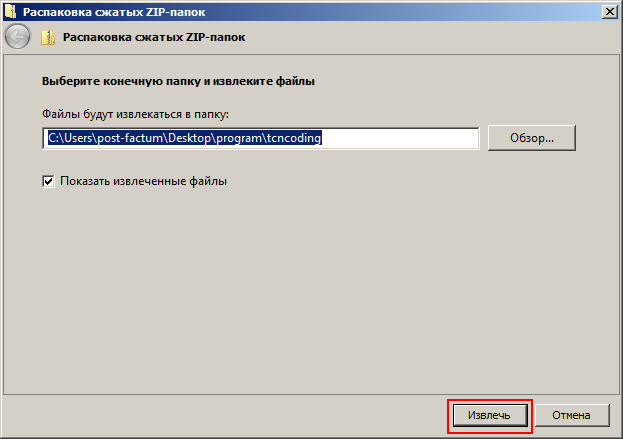 Распаковка сжатых ZIP-папок
Распаковка сжатых ZIP-папок
Выберите конечную папку и извлеките файлы
Файлы будут извлекаться в папку:
C:\Users\post-factum\Desktop\program\tcncoding
Обзор...
Показать извлеченные файлы
Извлечь
Отмена